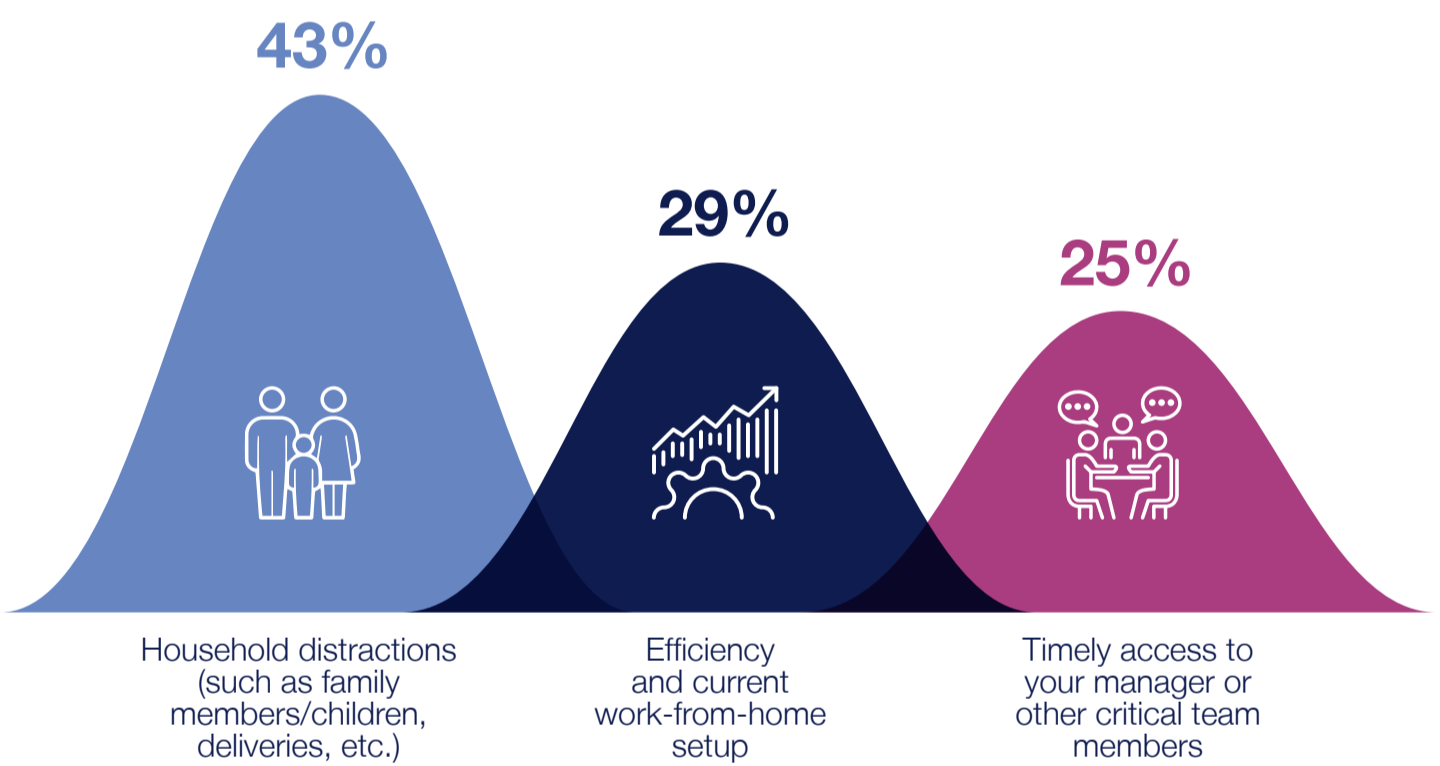 43%
29%
25%
Household distractions
(such as family
members/children,
deliveries, etc.)
Efficiency
and current
work-from-home
setup
Timely access to
your manager or
other critical team
members